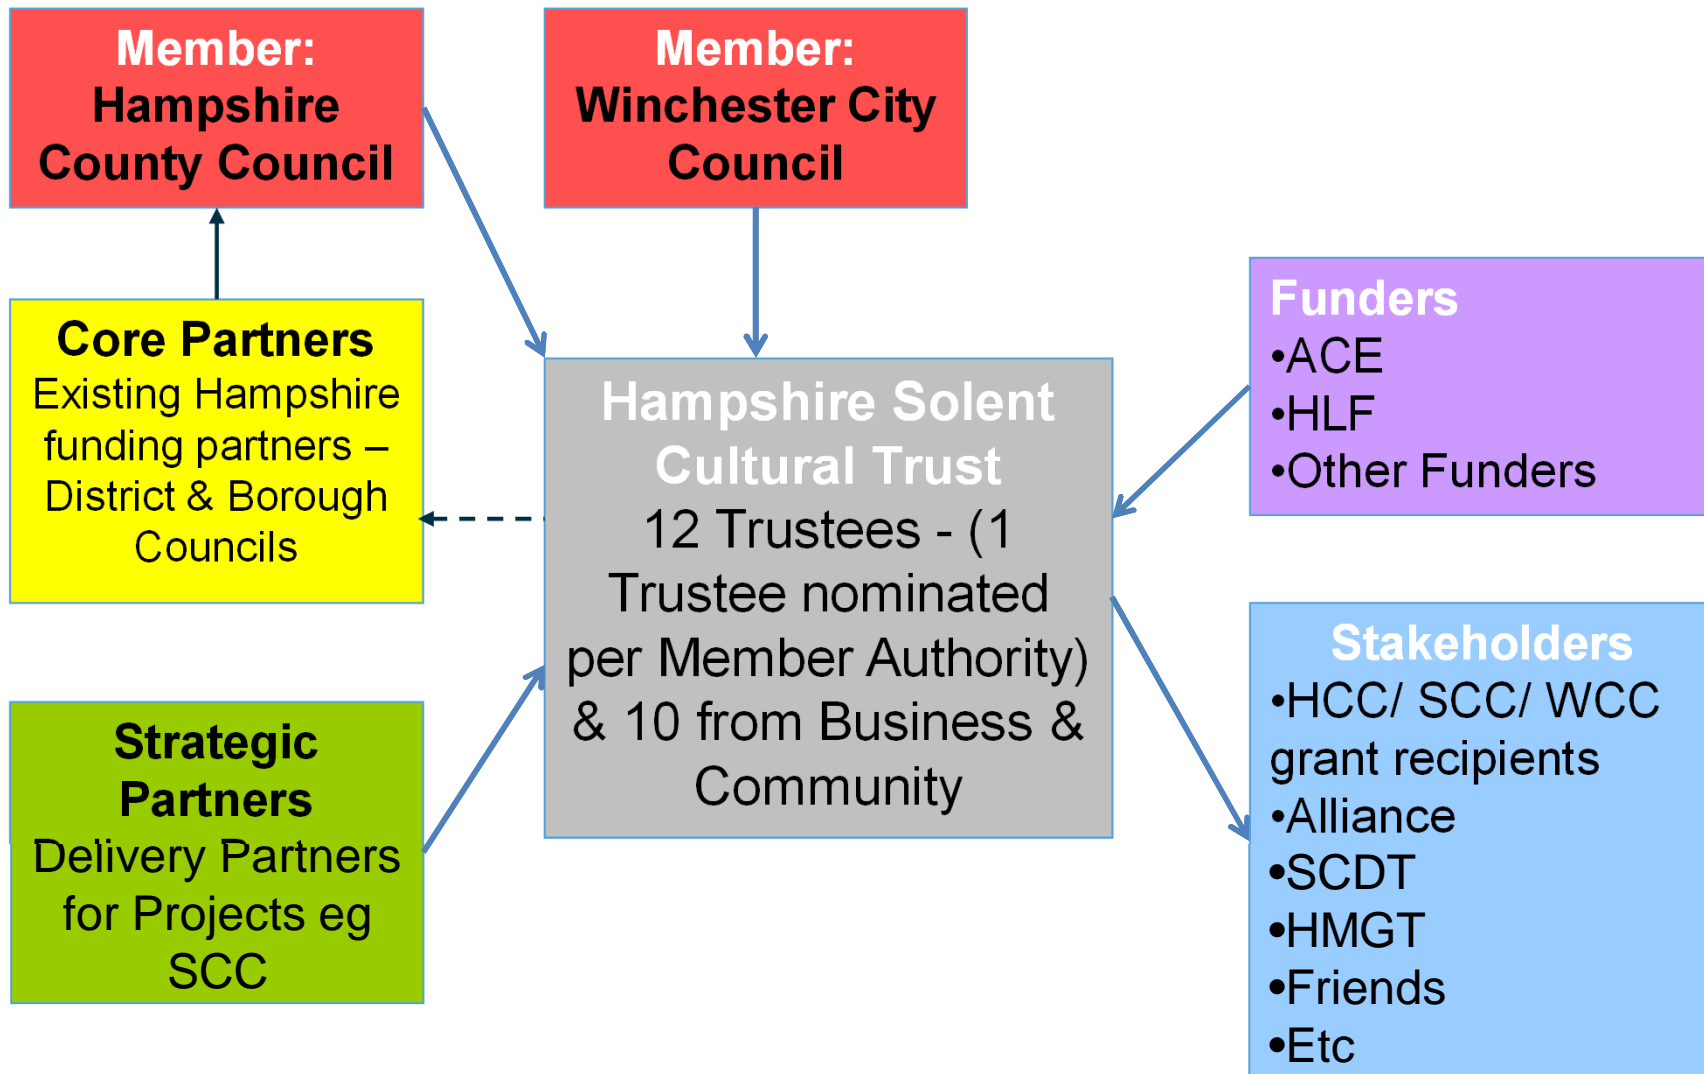 Member:
Hampshire
County Council
Member:
Winchester City
Council
Core Partners
Existing Hampshire
funding partners –
District & Borough
Councils
Hampshire Solent
Cultural Trust
12 Trustees - (1
Trustee nominated
per Member Authority)
& 10 from Business &
Community
Funders
•ACE
•HLF
•Other Funders
Strategic
Partners
Delivery Partners
for Projects eg
SCC
Stakeholders
•HCC/ SCC/ WCC
grant recipients
•Alliance
•SCDT
•HMGT
•Friends
•Etc